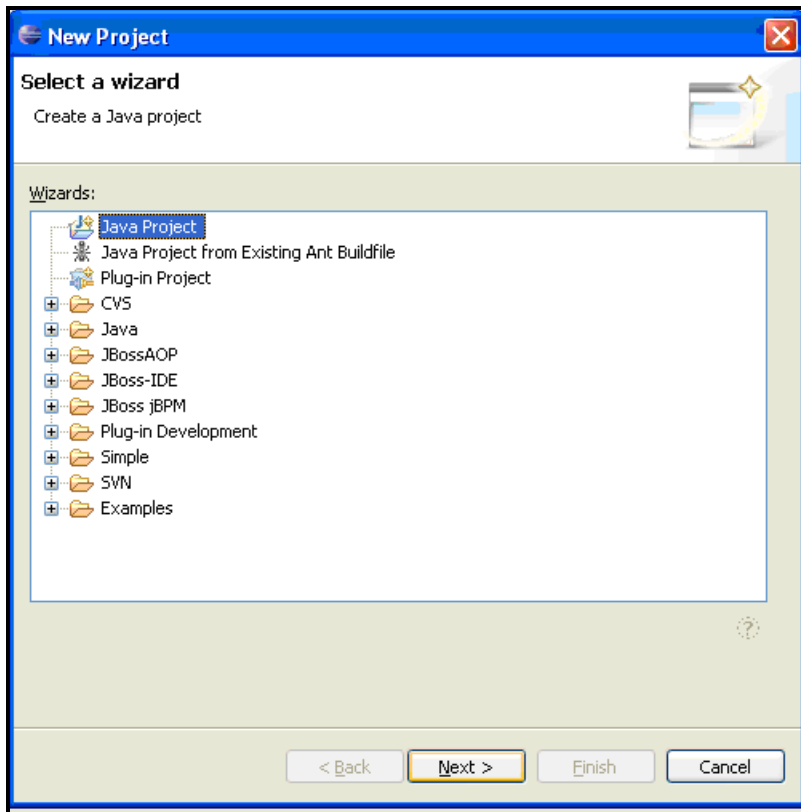 New Project
Select a wizard
Create a Java project
Wizards:
Java Project
Java Project from Existing Ant Buildfile
Plug-in Project
CVS
Java
JBossAOP
JBoss-IDE
JBoss jBPM
Plug-in Development
Simple
SVN
Examples
?
< Back Next > Finish Cancel